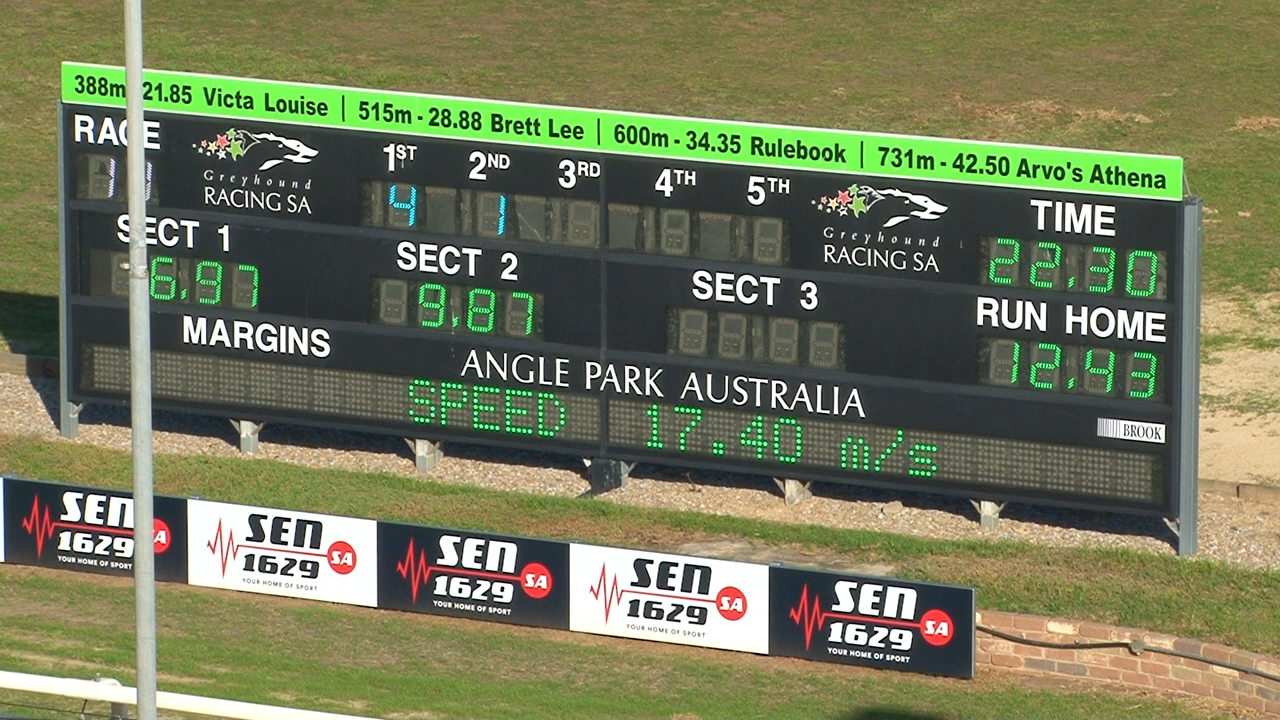 388m 21.85 Victa Louise | 515m - 28.88 Brett Lee | 600m - 34.35 Rulebook | 731m - 42.50 Arvo's Athena
RACE
11
Greyhound
RACING SA
1ST 2ND 3RD 4TH 5TH
4 1
Greyhound
RACING SA
TIME
22.30
SECT 1
6.97
SECT 2
9.87
SECT 3
RUN HOME
12.43
MARGINS
ANGLE PARK AUSTRALIA
SPEED 17.40 m/s
BROOK
SEN
1629 SA
YOUR HOME OF SPORT
SEN
1629 SA
YOUR HOME OF SPORT
SEN
1629 SA
YOUR HOME OF SPORT
SEN
1629 SA
YOUR HOME OF SPORT
SEN
1629 SA
YOUR HOME OF SPORT